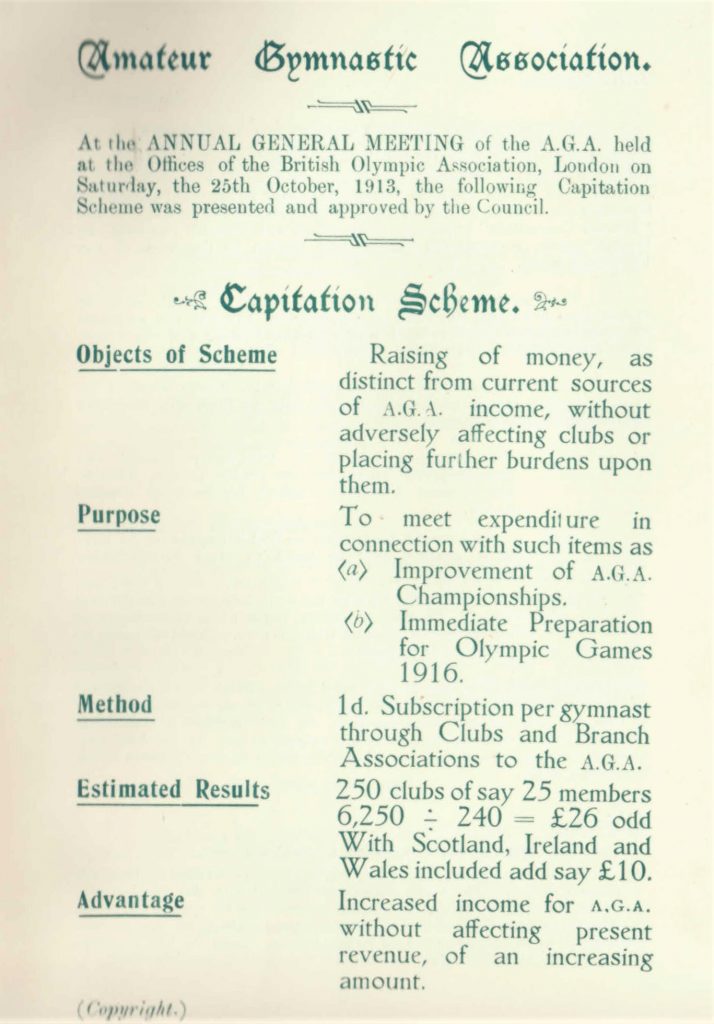 Amateur Gymnastic Association.
At the ANNUAL GENERAL MEETING of the A.G.A. held
at the Offices of the British Olympic Association, London on
Saturday, the 25th October, 1913, the following Capitation
Scheme was presented and approved by the Council.
Capitation Scheme.
Objects of Scheme
Raising of money, as
distinct from current sources
of A.G.A. income, without
adversely affecting clubs or
placing further burdens upon
them.
Purpose
To meet expenditure in
connection with such items as
(a) Improvement of A.G.A.
Championships.
(b) Immediate Preparation
for Olympic Games
1916.
Method
1d. Subscription per gymnast
through Clubs and Branch
Associations to the A.G.A.
Estimated Results
250 clubs of say 25 members
6,250 ÷ 240 = £26 odd
With Scotland, Ireland and
Wales included add say £10.
Advantage
Increased income for A.G.A.
without affecting present
revenue, of an increasing
amount.
(Copyright.)